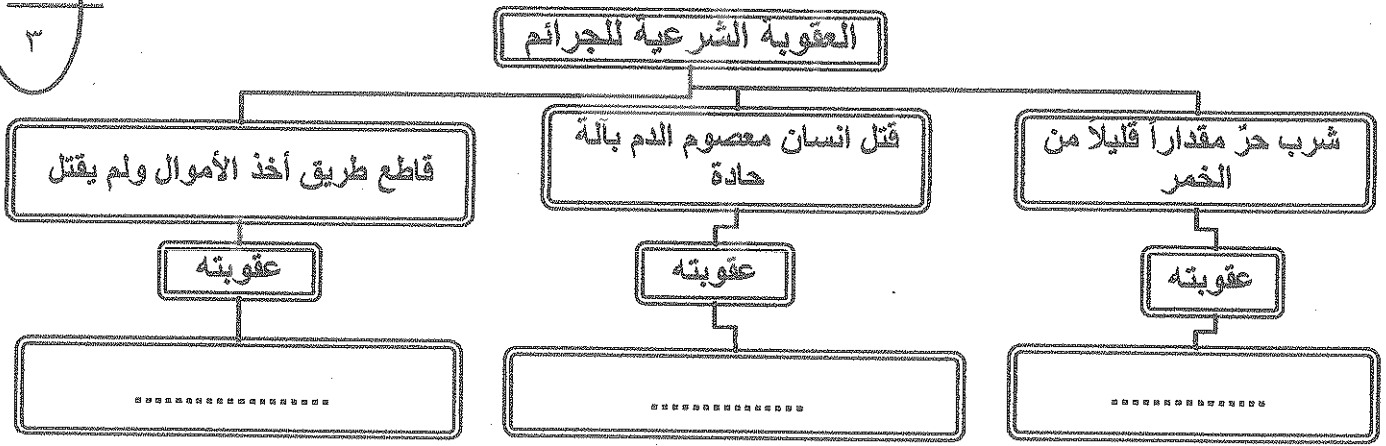 ٣
العقوبة الشرعية للجرائم
شرب حرٌ مقداراً قليلاً من
الخمر
قتل انسان معصوم الدم بآلة
حادة
قاطع طريق أخذ الأموال ولم يقتل
عقوبته
عقوبته
عقوبته
................
................
...................